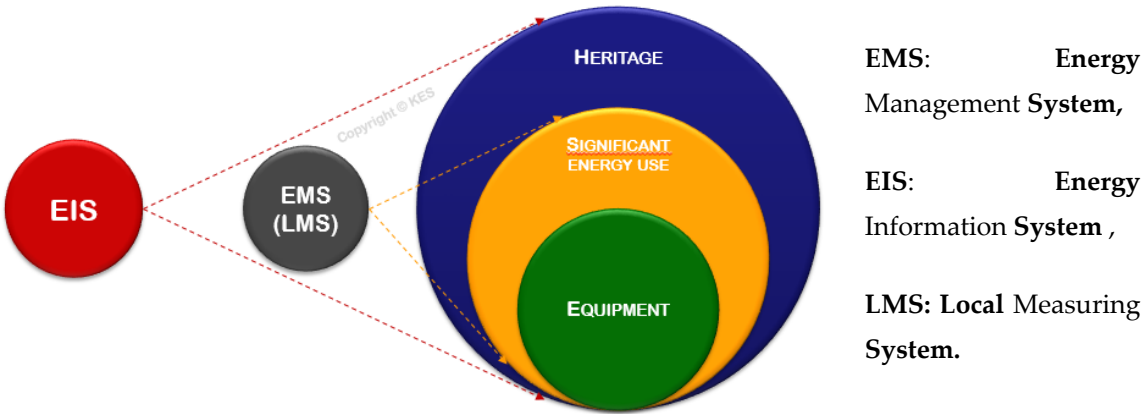 HERITAGE
Copyright © KES
SIGNIFICANT
ENERGY USE
EIS
EMS
(LMS)
EQUIPMENT
EMS: Energy
Management System,
EIS: Energy
Information System ,
LMS: Local Measuring
System.